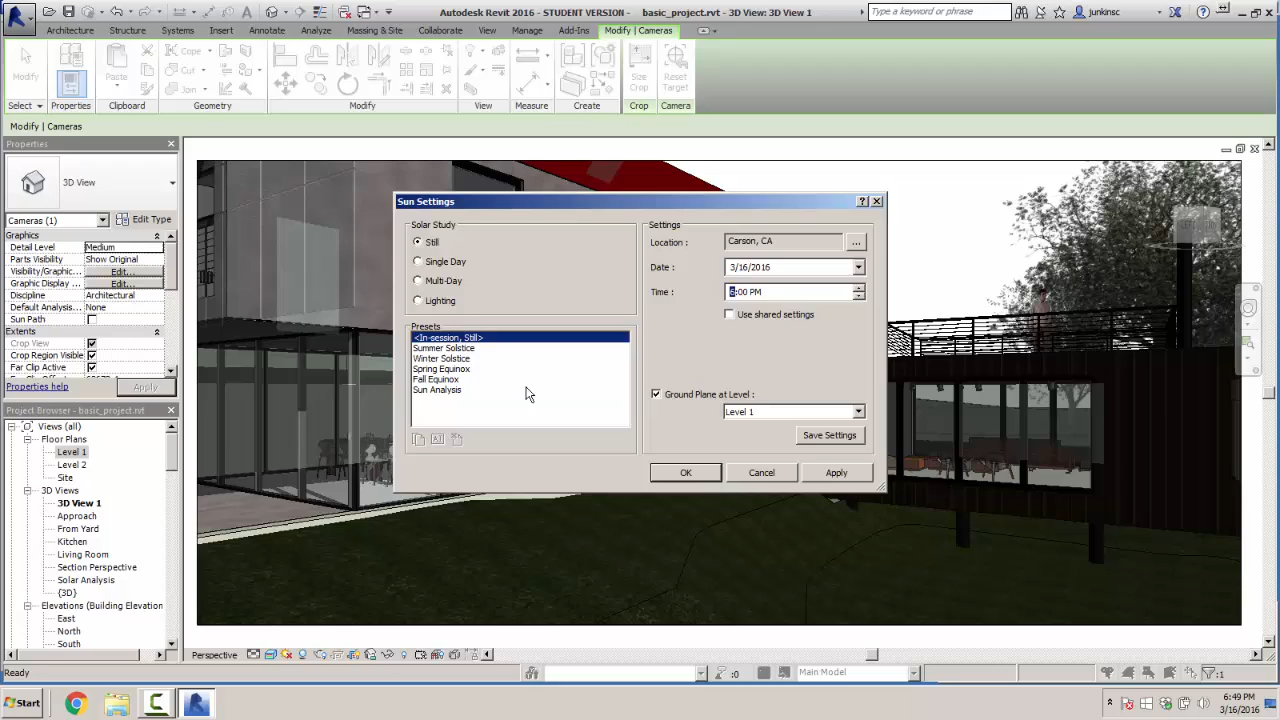 Autodesk Revit 2016 - STUDENT VERSION - basic_project.rvt - 3D View: 3D View 1
Type a keyword or phrase
junkinsc
Architecture Structure Systems Insert Annotate Analyze Massing & Site Collaborate View Manage Add-Ins Modify | Cameras
Modify
Paste
Cope
Cut
Join
Size Crop
Reset Target
Select Properties Clipboard Geometry Modify View Measure Create Crop Camera
Modify | Cameras
Properties
3D View
Cameras (1)
Edit Type
Graphics
Detail Level Medium
Parts Visibility Show Original
Visibility/Graphic... Edit...
Graphic Display ... Edit...
Discipline Architectural
Default Analysis... None
Sun Path
Extents
Crop View
Crop Region Visible
Far Clip Active
Properties help
Apply
Project Browser - basic_project.rvt
Views (all)
Floor Plans
Level 1
Level 2
Site
3D Views
3D View 1
Approach
From Yard
Kitchen
Living Room
Section Perspective
Solar Analysis
{3D}
Elevations (Building Elevation
East
North
South
Sun Settings
Solar Study
Still
Single Day
Multi-Day
Lighting
Presets
<In-session, Still>
Summer Solstice
Winter Solstice
Spring Equinox
Fall Equinox
Sun Analysis
Settings
Location : Carson, CA ...
Date : 3/16/2016
Time : 6:00 PM
Use shared settings
Ground Plane at Level :
Level 1
Save Settings
OK Cancel Apply
Perspective
Ready
:0
Main Model
:1
Start
6:49 PM
3/16/2016